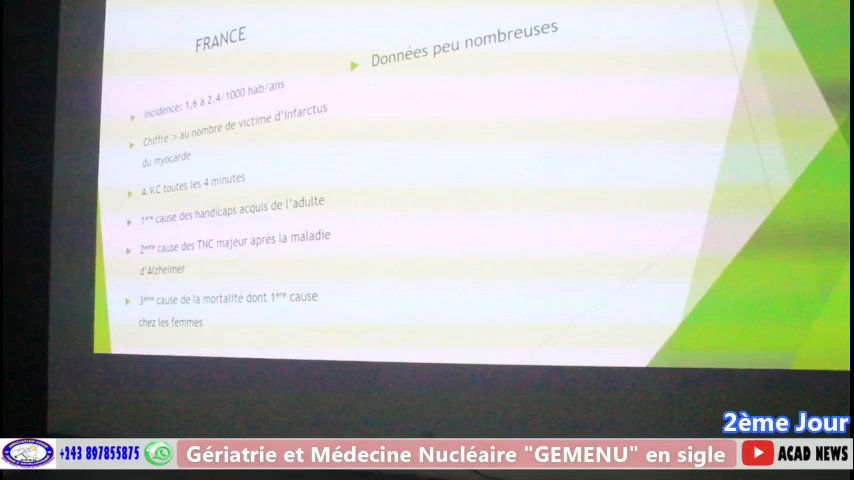 FRANCE
Incidence: 1,6 à 2,4/1000 hab/ans
Chiffre > au nombre de victime d'infarctus
du myocarde
A.V.C toutes les 4 minutes
1ère cause des handicaps acquis de l'adulte
2ème cause des TNC majeur après la maladie
d'Alzheimer
3ème cause de la mortalité dont 1ère cause
chez les femmes
Données peu nombreuses
2ème Jour
+243 897855875
Gériatrie et Médecine Nucléaire "GEMENU" en sigle
ACAD NEWS